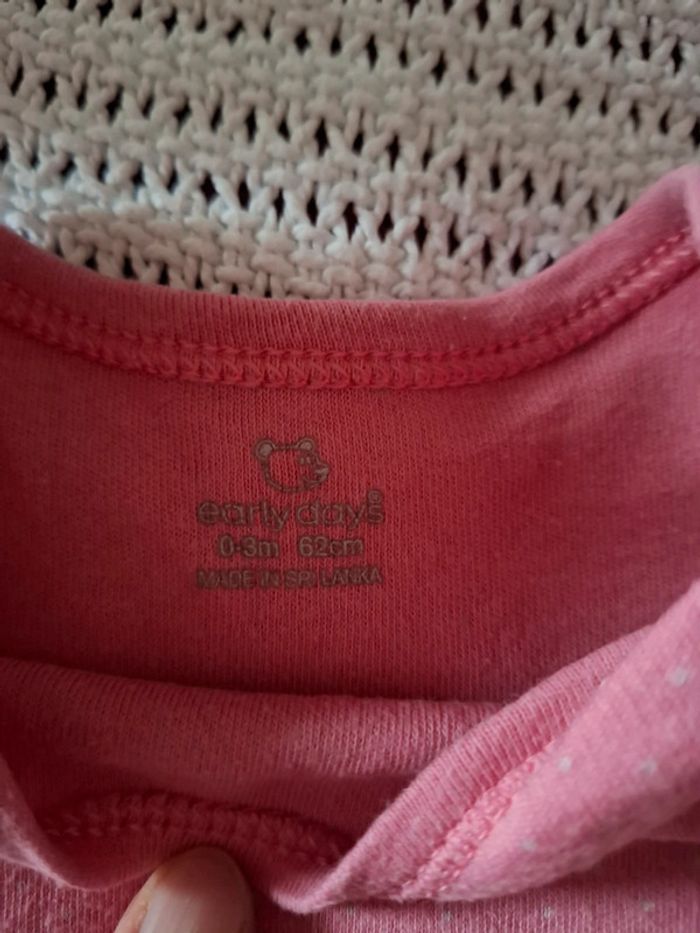 early days®
0-3m 62cm
MADE IN SRI LANKA